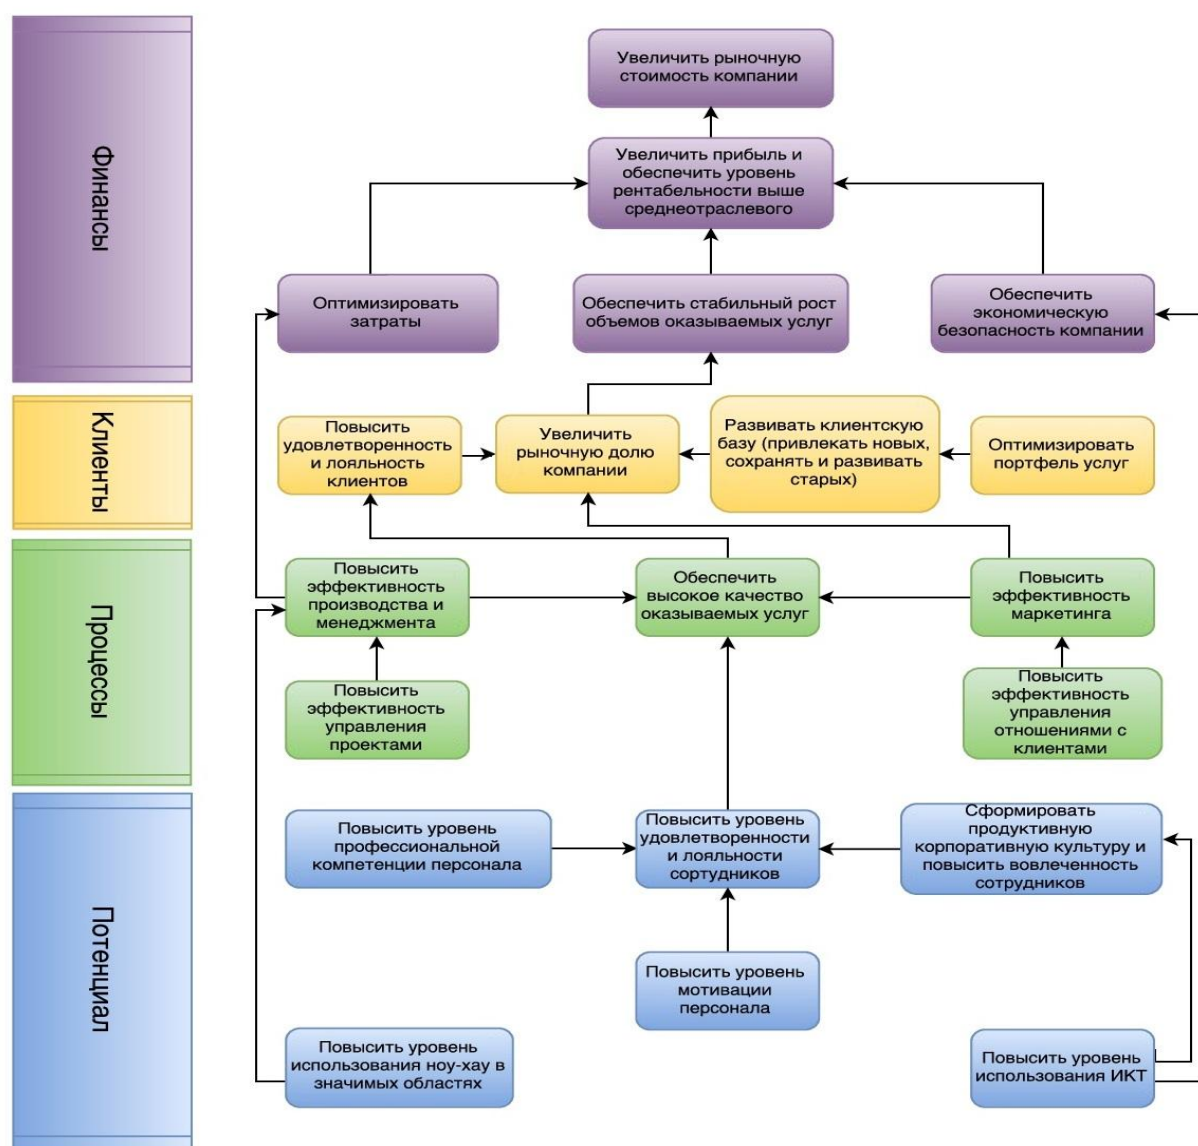 Финансы
Увеличить рыночную
стоимость компании
Увеличить прибыль и
обеспечить уровень
рентабельности выше
среднеотраслевого
Оптимизировать
затраты
Обеспечить стабильный рост
объемов оказываемых услуг
Обеспечить
экономическую
безопасность компании
Клиенты
Повысить
удовлетворенность
и лояльность
клиентов
Увеличить
рыночную долю
компании
Развивать клиентскую
базу (привлекать новых,
сохранять и развивать
старых)
Оптимизировать
портфель услуг
Процессы
Повысить
эффективность
производства и
менеджмента
Обеспечить
высокое качество
оказываемых услуг
Повысить
эффективность
маркетинга
Повысить
эффективность
управления
проектами
Повысить
эффективность
управления
отношениями с
клиентами
Потенциал
Повысить уровень
профессиональной
компетенции персонала
Повысить уровень
удовлетворенности
и лояльности
сортудников
Сформировать
продуктивную
корпоративную культуру и
повысить вовлеченность
сотрудников
Повысить уровень
мотивации
персонала
Повысить уровень
использования ноу-хау в
значимых областях
Повысить уровень
использования ИКТ